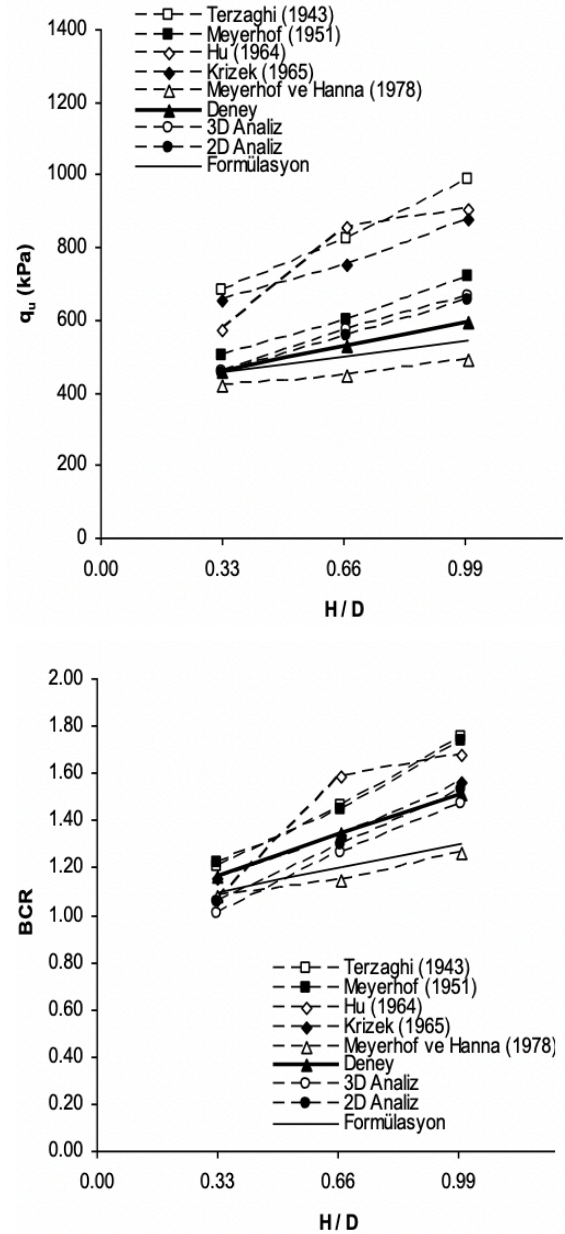 Terzaghi (1943)
Meyerhof (1951)
Hu (1964)
Krizek (1965)
Meyerhof ve Hanna (1978)
Deney
3D Analiz
2D Analiz
Formülasyon
1400
1200
1000
800
600
400
200
0
qu (kPa)
0.00 0.33 0.66 0.99
H / D
2.00
1.80
1.60
1.40
1.20
1.00
0.80
0.60
0.40
0.20
0.00
BCR
Terzaghi (1943)
Meyerhof (1951)
Hu (1964)
Krizek (1965)
Meyerhof ve Hanna (1978)
Deney
3D Analiz
2D Analiz
Formülasyon
0.00 0.33 0.66 0.99
H / D